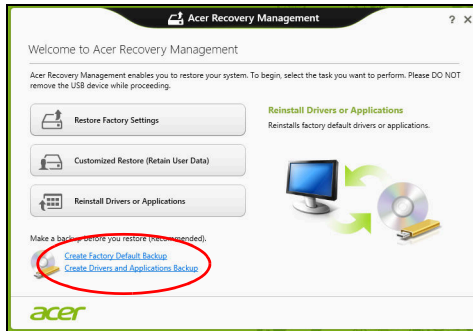 Acer Recovery Management
? X
Welcome to Acer Recovery Management
Acer Recovery Management enables you to restore your system. To begin, select the task you want to perform. Please DO NOT
remove the USB device while proceeding.
Restore Factory Settings
Customized Restore (Retain User Data)
Reinstall Drivers or Applications
Reinstall Drivers or Applications
Reinstalls factory default drivers or applications.
Make a backup before you restore (Recommended).
Create Factory Default Backup
Create Drivers and Applications Backup
acer